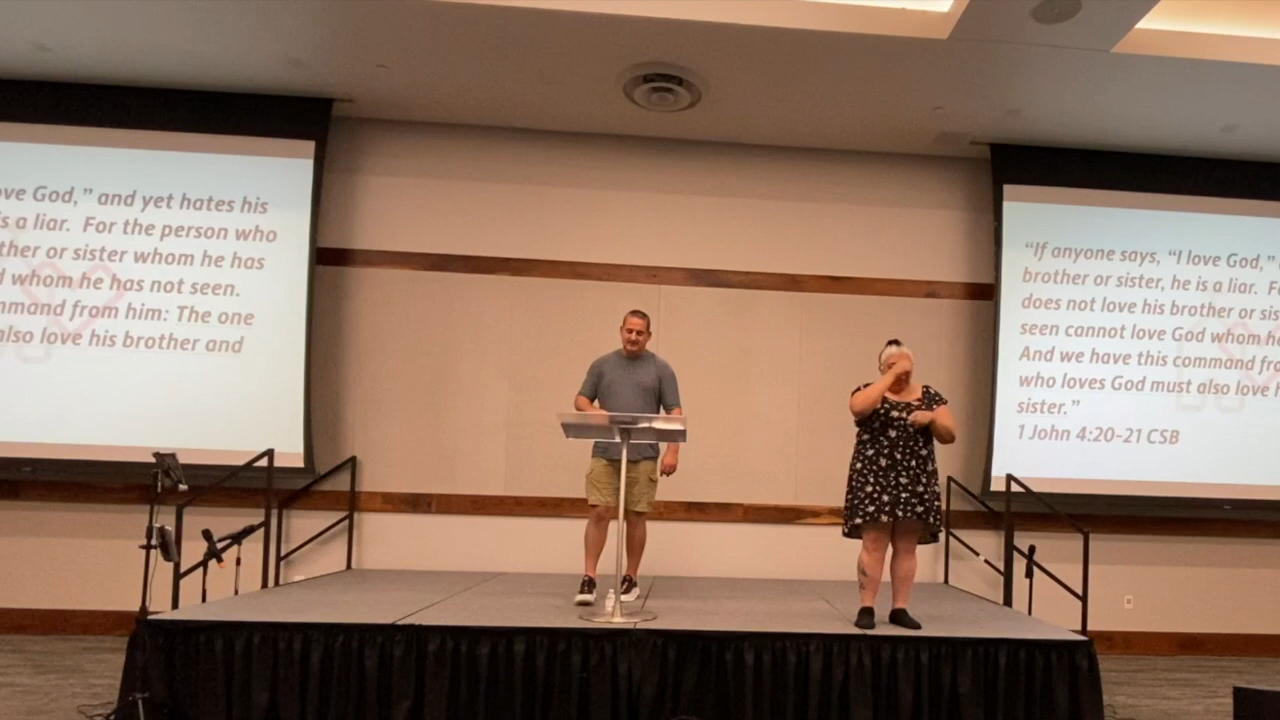 ove God,” and yet hates his
is a liar. For the person who
ther or sister whom he has
d whom he has not seen.
mmand from him: The one
also love his brother and
“If anyone says, “I love God,”
brother or sister, he is a liar. Fo
does not love his brother or sis
seen cannot love God whom he
And we have this command fro
who loves God must also love
sister.”
1 John 4:20-21 CSB